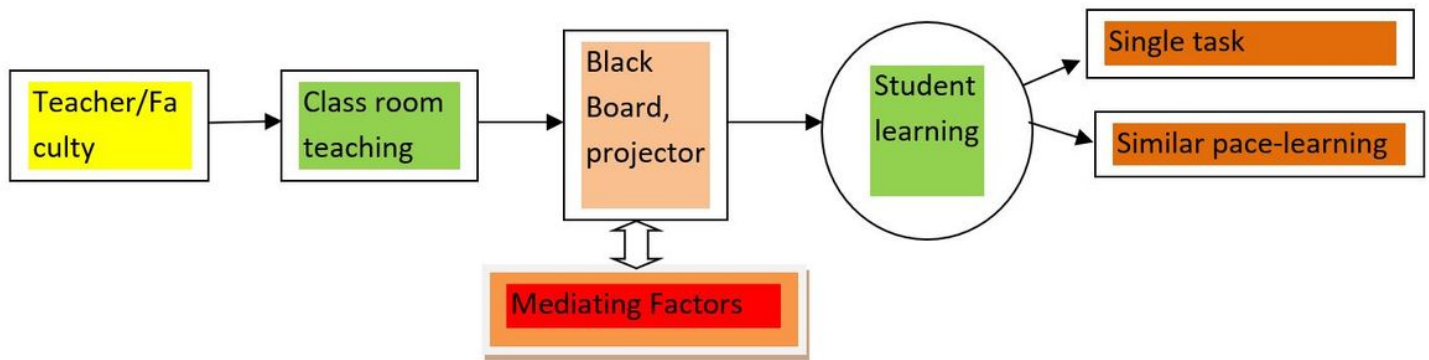 Teacher/Fa
culty
Class room
teaching
Black
Board,
projector
Student
learning
Single task
Similar pace-learning
Mediating Factors